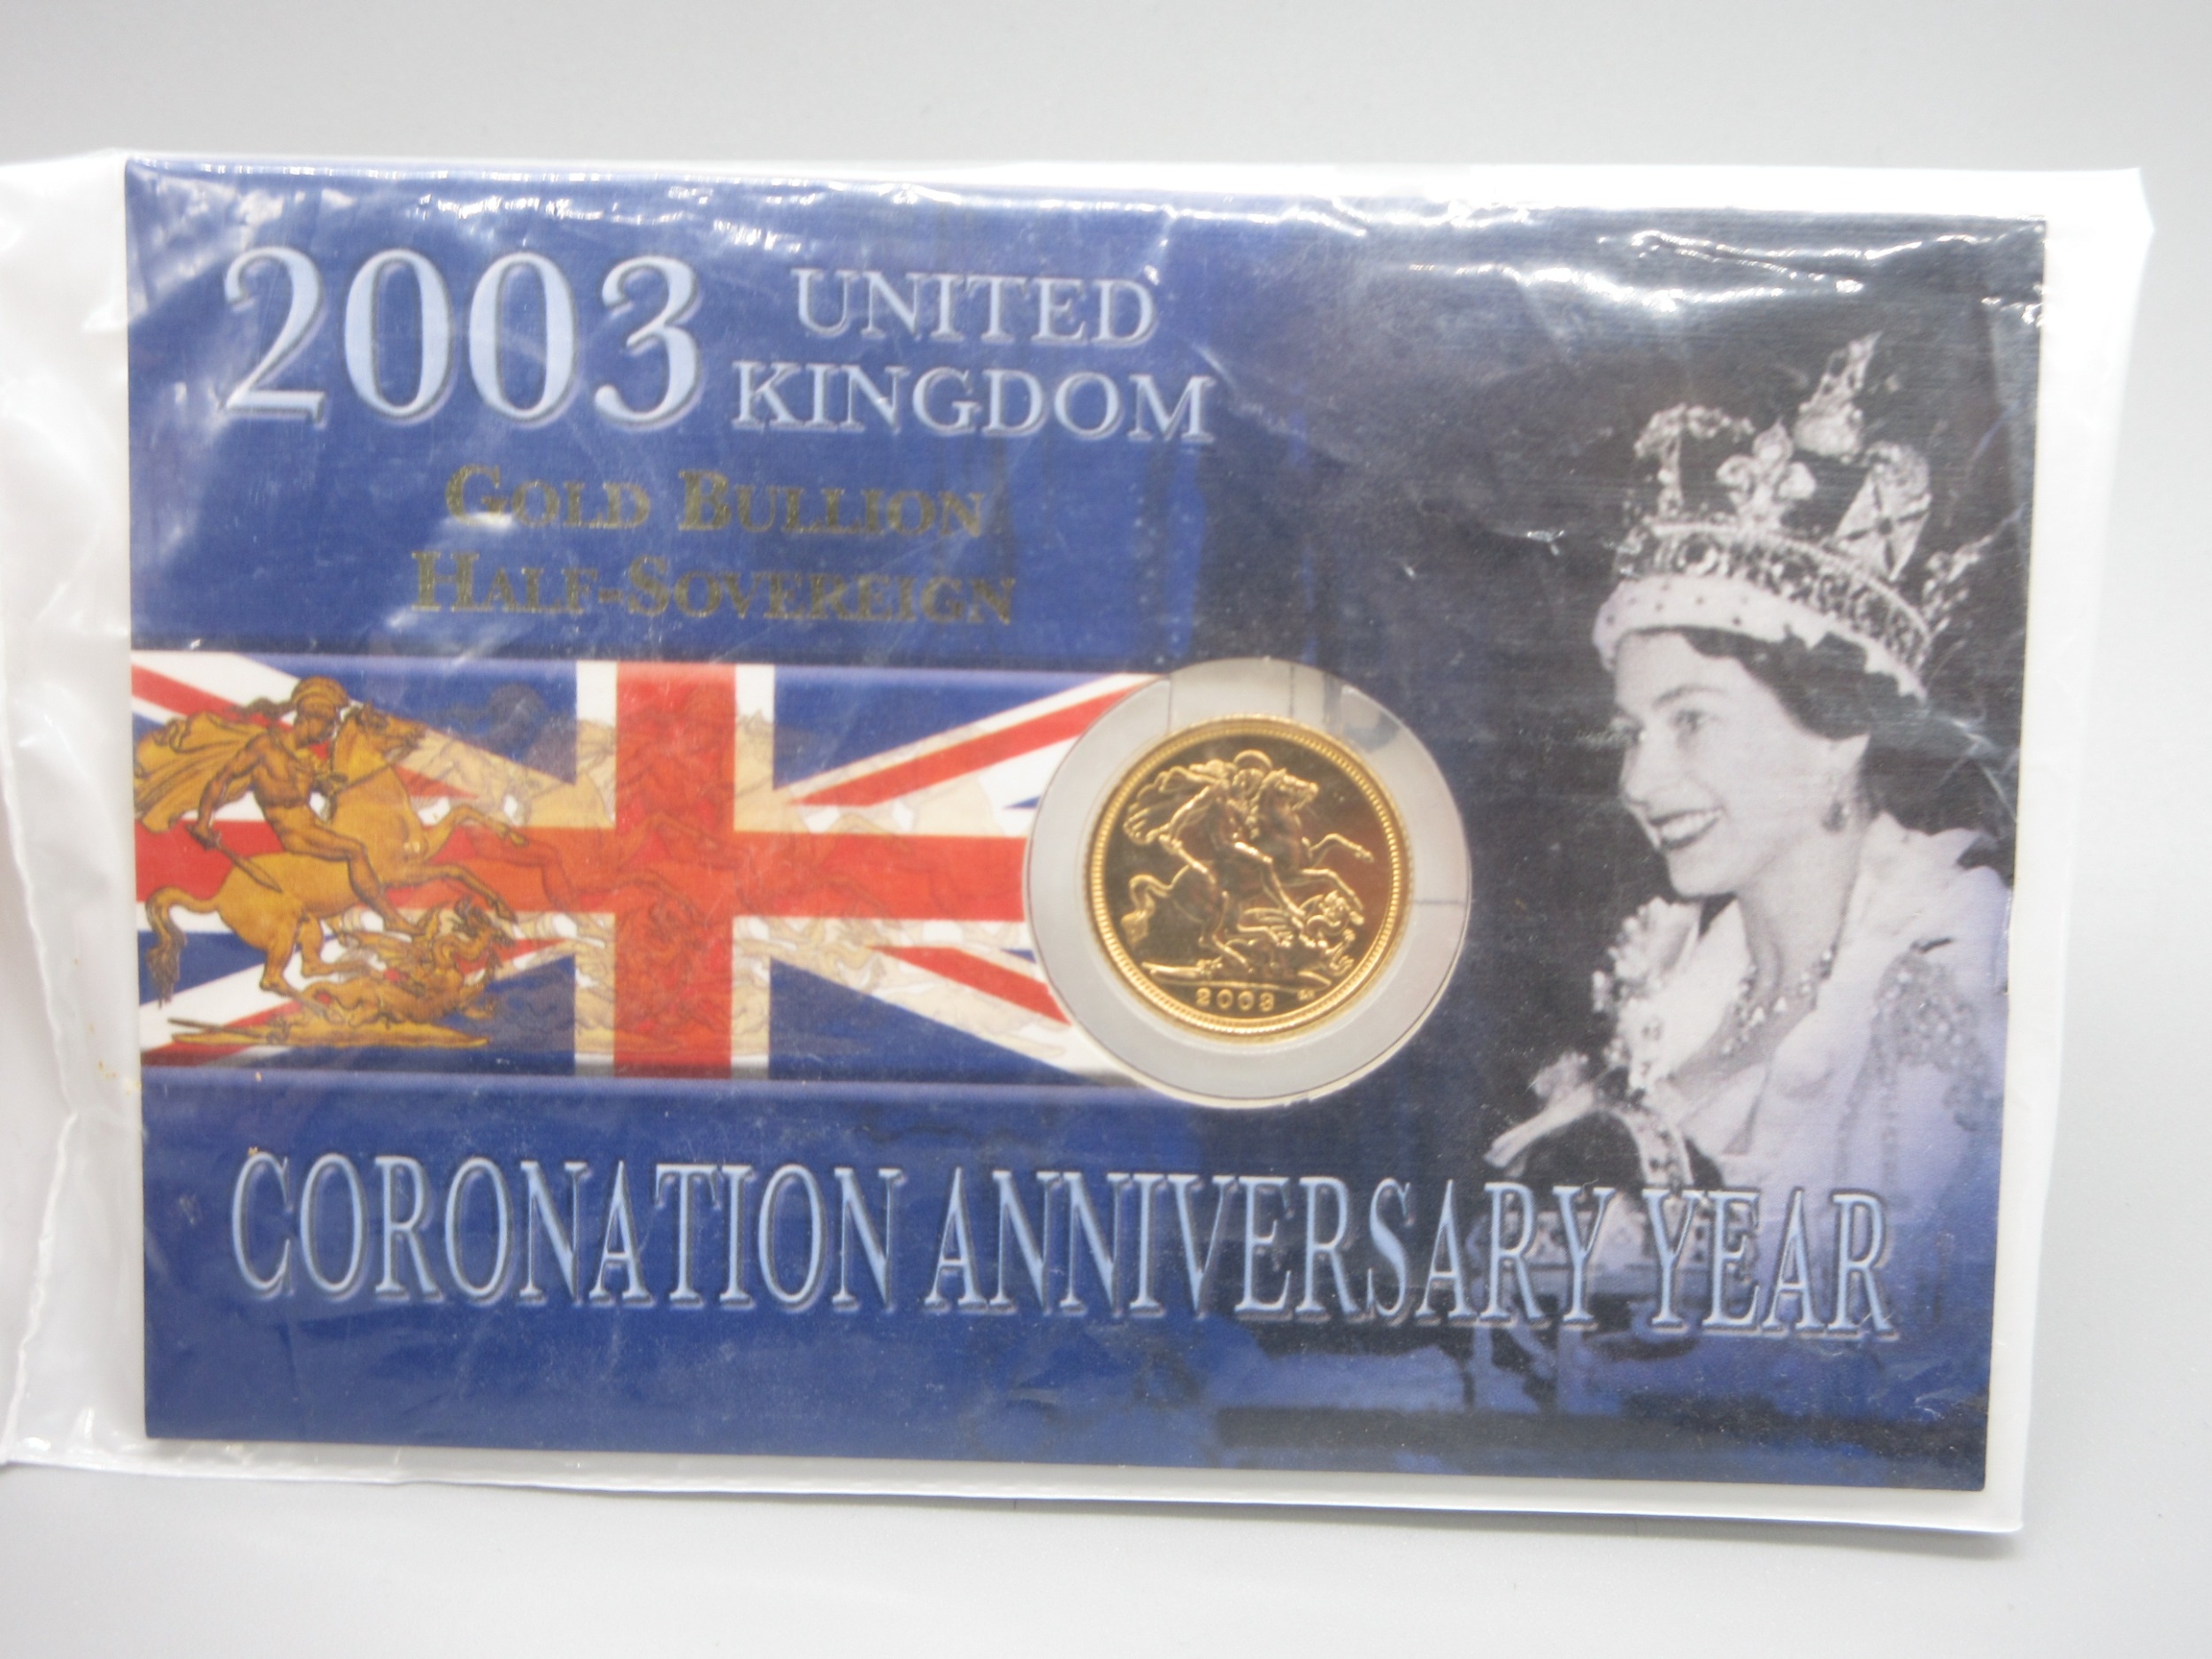 2003 UNITED
KINGDOM
GOLD BULLION
HALF-SOVEREIGN
2003
CORONATION ANNIVERSARY YEAR